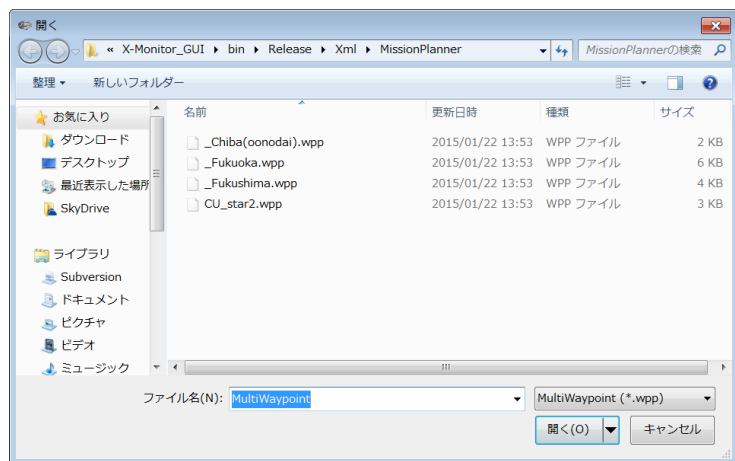 開く
« X-Monitor_GUI ▸ bin ▸ Release ▸ Xml ▸ MissionPlanner
MissionPlannerの検索
整理 ▾ 新しいフォルダー
お気に入り
ダウンロード
デスクトップ
最近表示した場所
SkyDrive
ライブラリ
Subversion
ドキュメント
ピクチャ
ビデオ
ミュージック
名前 更新日時 種類 サイズ
_Chiba(oonodai).wpp 2015/01/22 13:53 WPP ファイル 2 KB
_Fukuoka.wpp 2015/01/22 13:53 WPP ファイル 6 KB
_Fukushima.wpp 2015/01/22 13:53 WPP ファイル 4 KB
CU_star2.wpp 2015/01/22 13:53 WPP ファイル 3 KB
ファイル名(N): MultiWaypoint MultiWaypoint (*.wpp)
開く(O) キャンセル